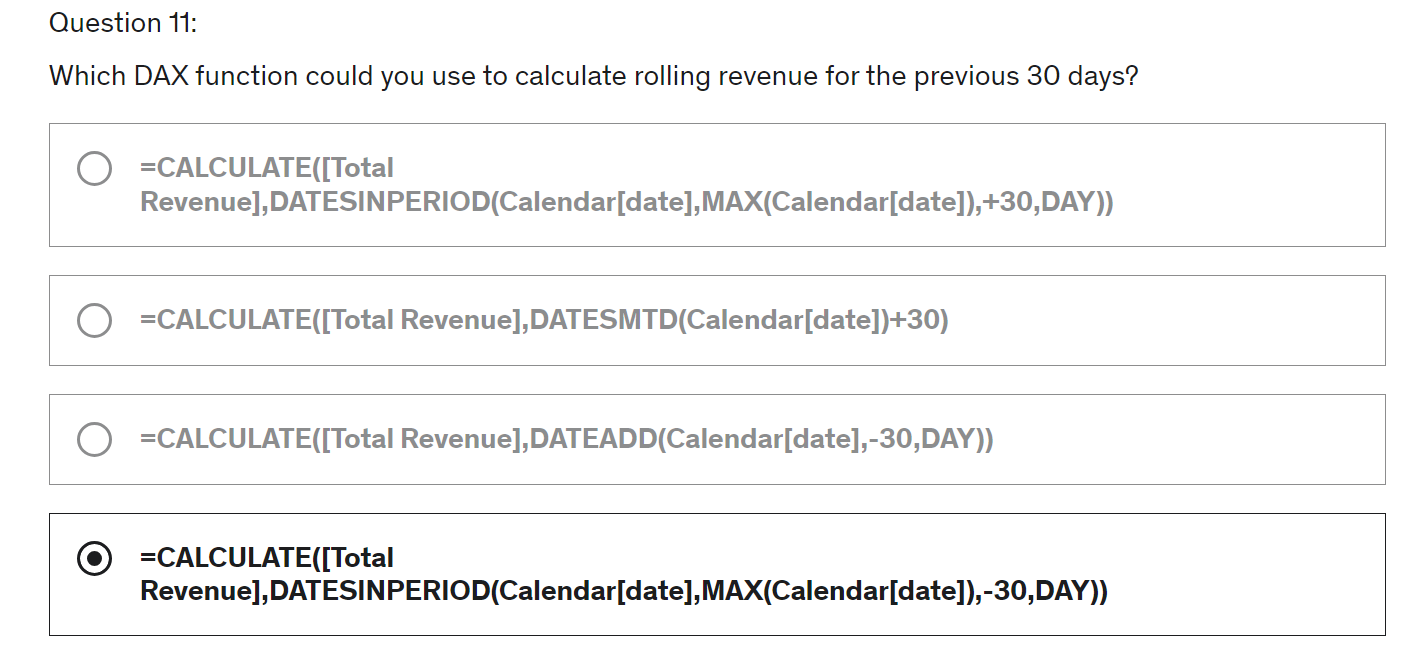 Question 11:
Which DAX function could you use to calculate rolling revenue for the previous 30 days?
=CALCULATE([Total
Revenue],DATESINPERIOD(Calendar[date],MAX(Calendar[date]),+30,DAY))
=CALCULATE([Total Revenue],DATESMTD(Calendar[date])+30)
=CALCULATE([Total Revenue],DATEADD(Calendar[date],-30,DAY))
=CALCULATE([Total
Revenue],DATESINPERIOD(Calendar[date],MAX(Calendar[date]),-30,DAY))